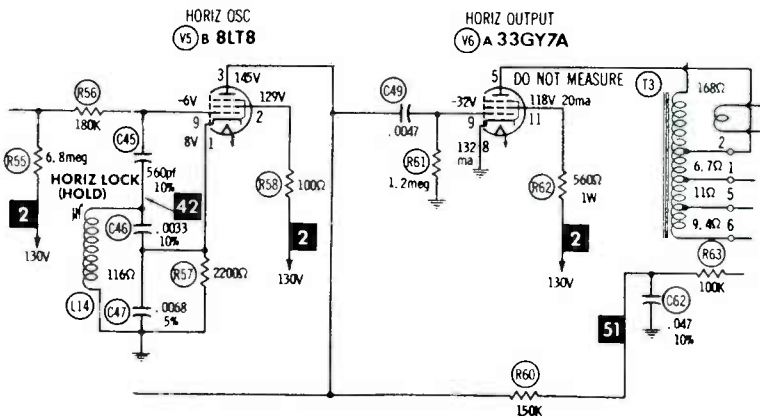 HORIZ OSC
V5 B 8LT8
HORIZ OUTPUT
V6 A 33GY7A
3 145V
129V
-6V
2
9
8V
1
R56
180K
C45
560pf
10%
R55
6.8meg
HORIZ LOCK
(HOLD)
2
130V
42
C46
.0033
10%
116Ω
L14
C47
.0068
5%
R57
2200Ω
R58
100Ω
2
130V
C49
.0047
R61
1.2meg
5
DO NOT MEASURE
-32V
118V 20ma
9
11
132
ma
8
R62
560Ω
1W
2
130V
T3
168Ω
2
6.7Ω
1
11Ω
5
9.4Ω
6
R63
100K
C62
.047
10%
51
R60
150K